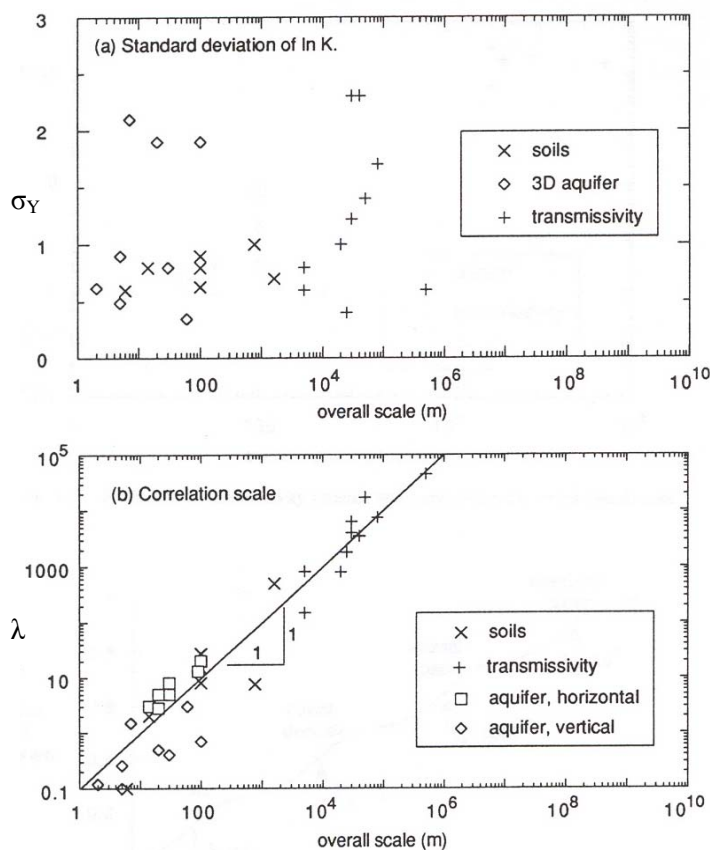 3
(a) Standard deviation of ln K.
2
× soils
◇ 3D aquifer
+ transmissivity
σY
1
0
1 100 10^4 10^6 10^8 10^10
overall scale (m)
10^5
(b) Correlation scale
1000
λ
1
1
× soils
+ transmissivity
□ aquifer, horizontal
◇ aquifer, vertical
10
0.1
1 100 10^4 10^6 10^8 10^10
overall scale (m)